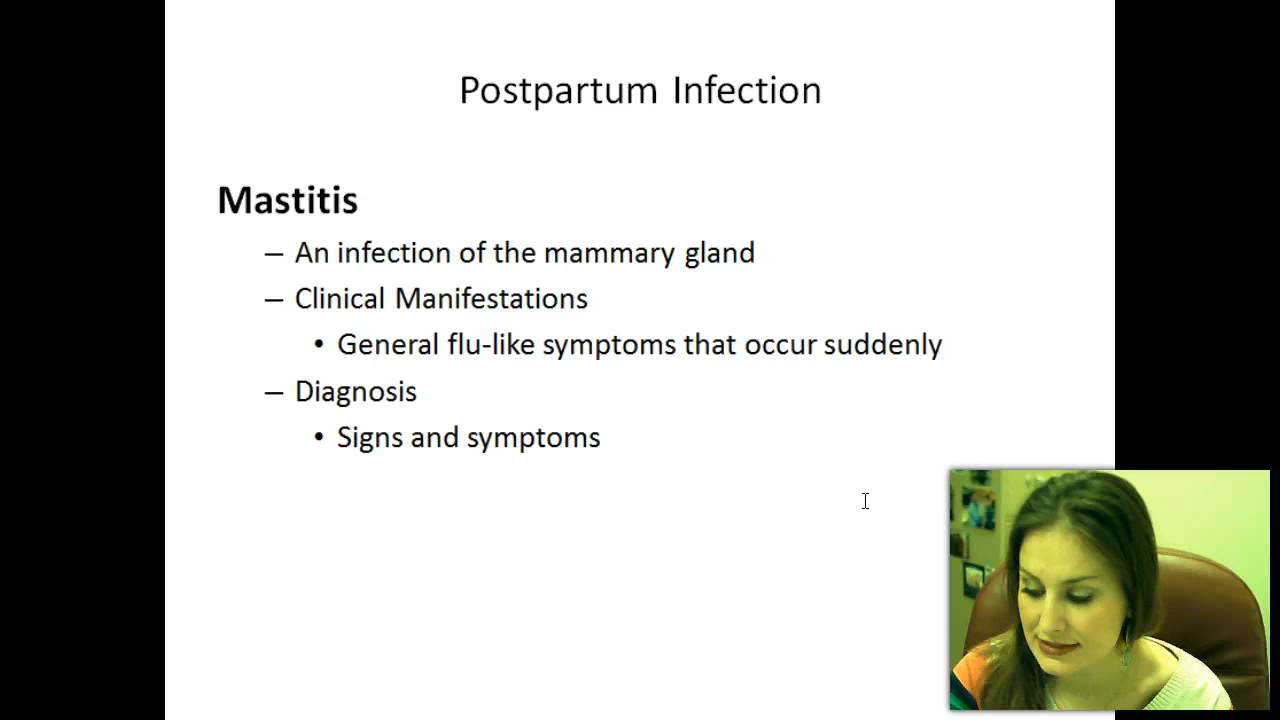 Postpartum Infection
Mastitis
– An infection of the mammary gland
– Clinical Manifestations
• General flu-like symptoms that occur suddenly
– Diagnosis
• Signs and symptoms